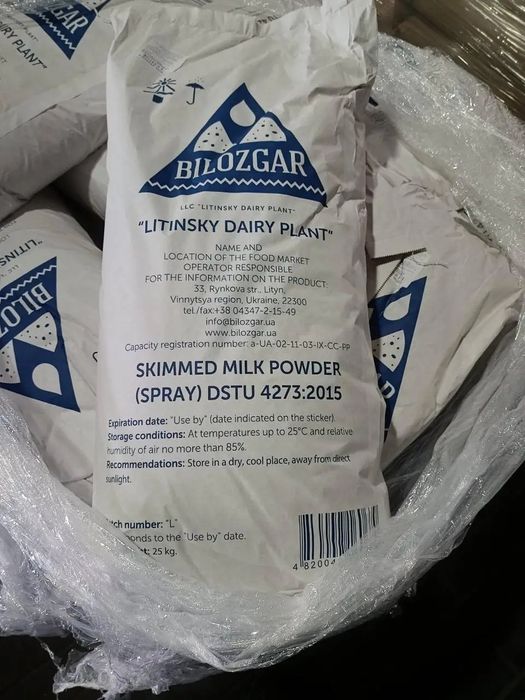 BILOZGAR
LLC "LITINSKY DAIRY PLANT"
"LITINSKY DAIRY PLANT"
NAME AND
LOCATION OF THE FOOD MARKET
OPERATOR RESPONSIBLE
FOR THE INFORMATION ON THE PRODUCT:
33, Rynkova str., Lityn,
Vinnytsya region, Ukraine, 22300
tel./fax:+38 04347-2-15-49
info@bilozgar.ua
www.bilozgar.ua
Capacity registration number: a-UA-02-11-03-IX-CC-PP
SKIMMED MILK POWDER
(SPRAY) DSTU 4273:2015
Expiration date: "Use by" (date indicated on the sticker).
Storage conditions: At temperatures up to 25°C and relative
humidity of air no more than 85%.
Recommendations: Store in a dry, cool place, away from direct
sunlight.
number: "L"
to the "Use by" date.
25 kg.
4 82004